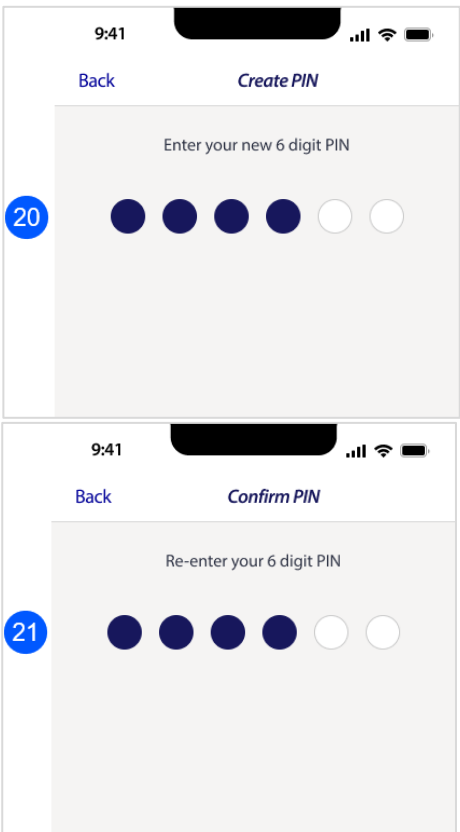 9:41
Back Create PIN
Enter your new 6 digit PIN
20
9:41
Back Confirm PIN
Re-enter your 6 digit PIN
21